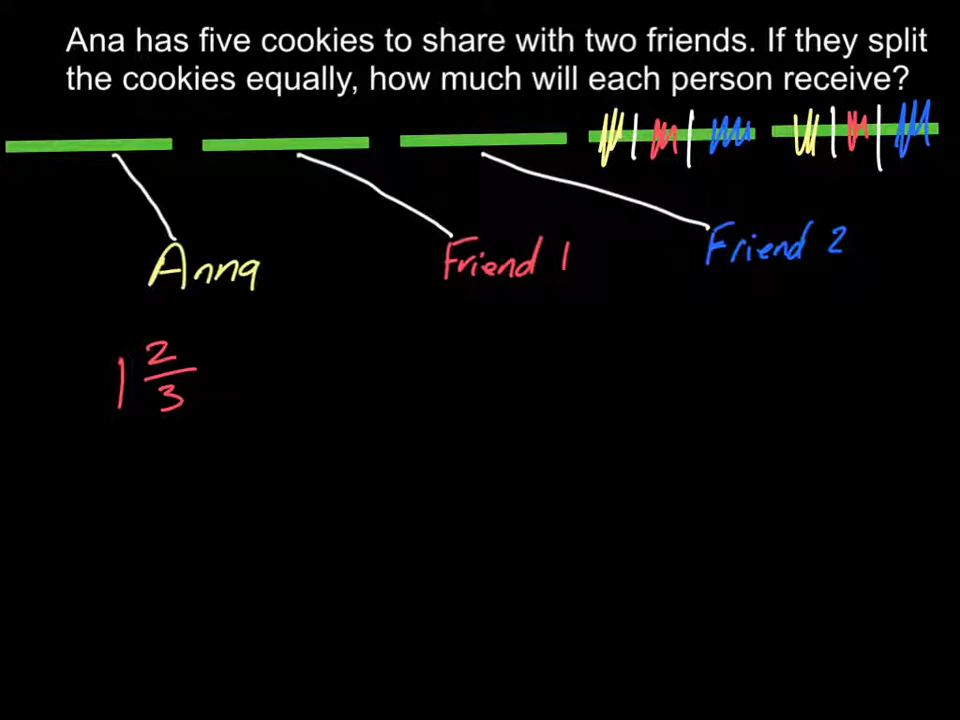 Ana has five cookies to share with two friends. If they split
the cookies equally, how much will each person receive?
Anna
Friend 1
Friend 2
1 2/3